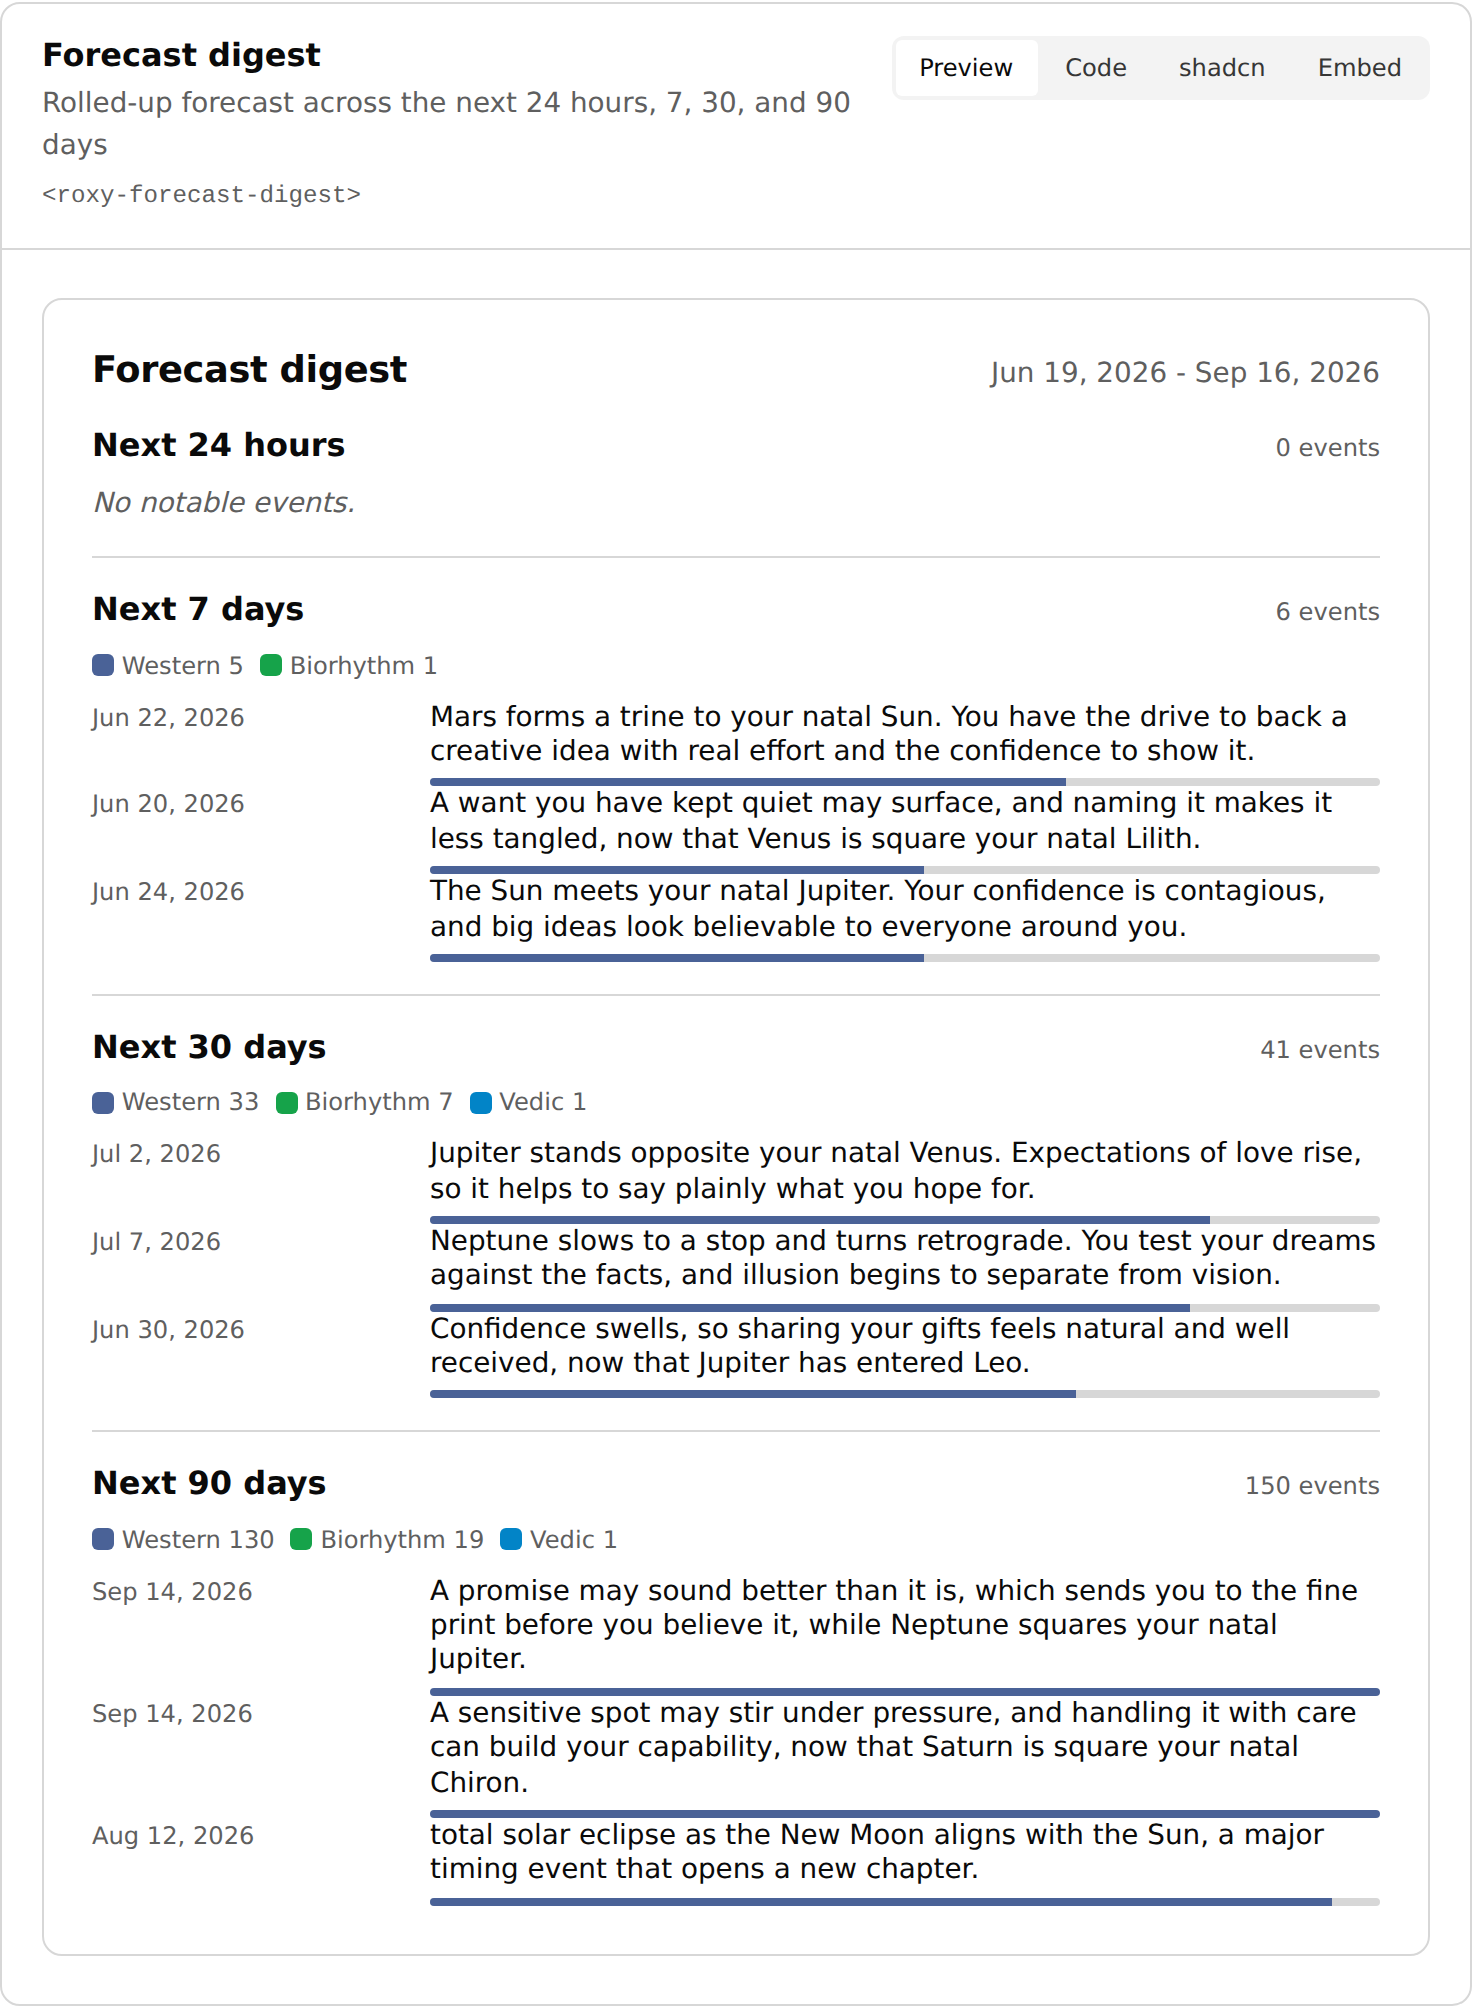 Forecast digest
Rolled-up forecast across the next 24 hours, 7, 30, and 90
days
<roxy-forecast-digest>
Preview Code shadcn Embed
Forecast digest
Jun 19, 2026 - Sep 16, 2026
Next 24 hours
0 events
No notable events.
Next 7 days
6 events
Western 5 Biorhythm 1
Jun 22, 2026
Mars forms a trine to your natal Sun. You have the drive to back a
creative idea with real effort and the confidence to show it.
Jun 20, 2026
A want you have kept quiet may surface, and naming it makes it
less tangled, now that Venus is square your natal Lilith.
Jun 24, 2026
The Sun meets your natal Jupiter. Your confidence is contagious,
and big ideas look believable to everyone around you.
Next 30 days
41 events
Western 33 Biorhythm 7 Vedic 1
Jul 2, 2026
Jupiter stands opposite your natal Venus. Expectations of love rise,
so it helps to say plainly what you hope for.
Jul 7, 2026
Neptune slows to a stop and turns retrograde. You test your dreams
against the facts, and illusion begins to separate from vision.
Jun 30, 2026
Confidence swells, so sharing your gifts feels natural and well
received, now that Jupiter has entered Leo.
Next 90 days
150 events
Western 130 Biorhythm 19 Vedic 1
Sep 14, 2026
A promise may sound better than it is, which sends you to the fine
print before you believe it, while Neptune squares your natal
Jupiter.
Sep 14, 2026
A sensitive spot may stir under pressure, and handling it with care
can build your capability, now that Saturn is square your natal
Chiron.
Aug 12, 2026
total solar eclipse as the New Moon aligns with the Sun, a major
timing event that opens a new chapter.